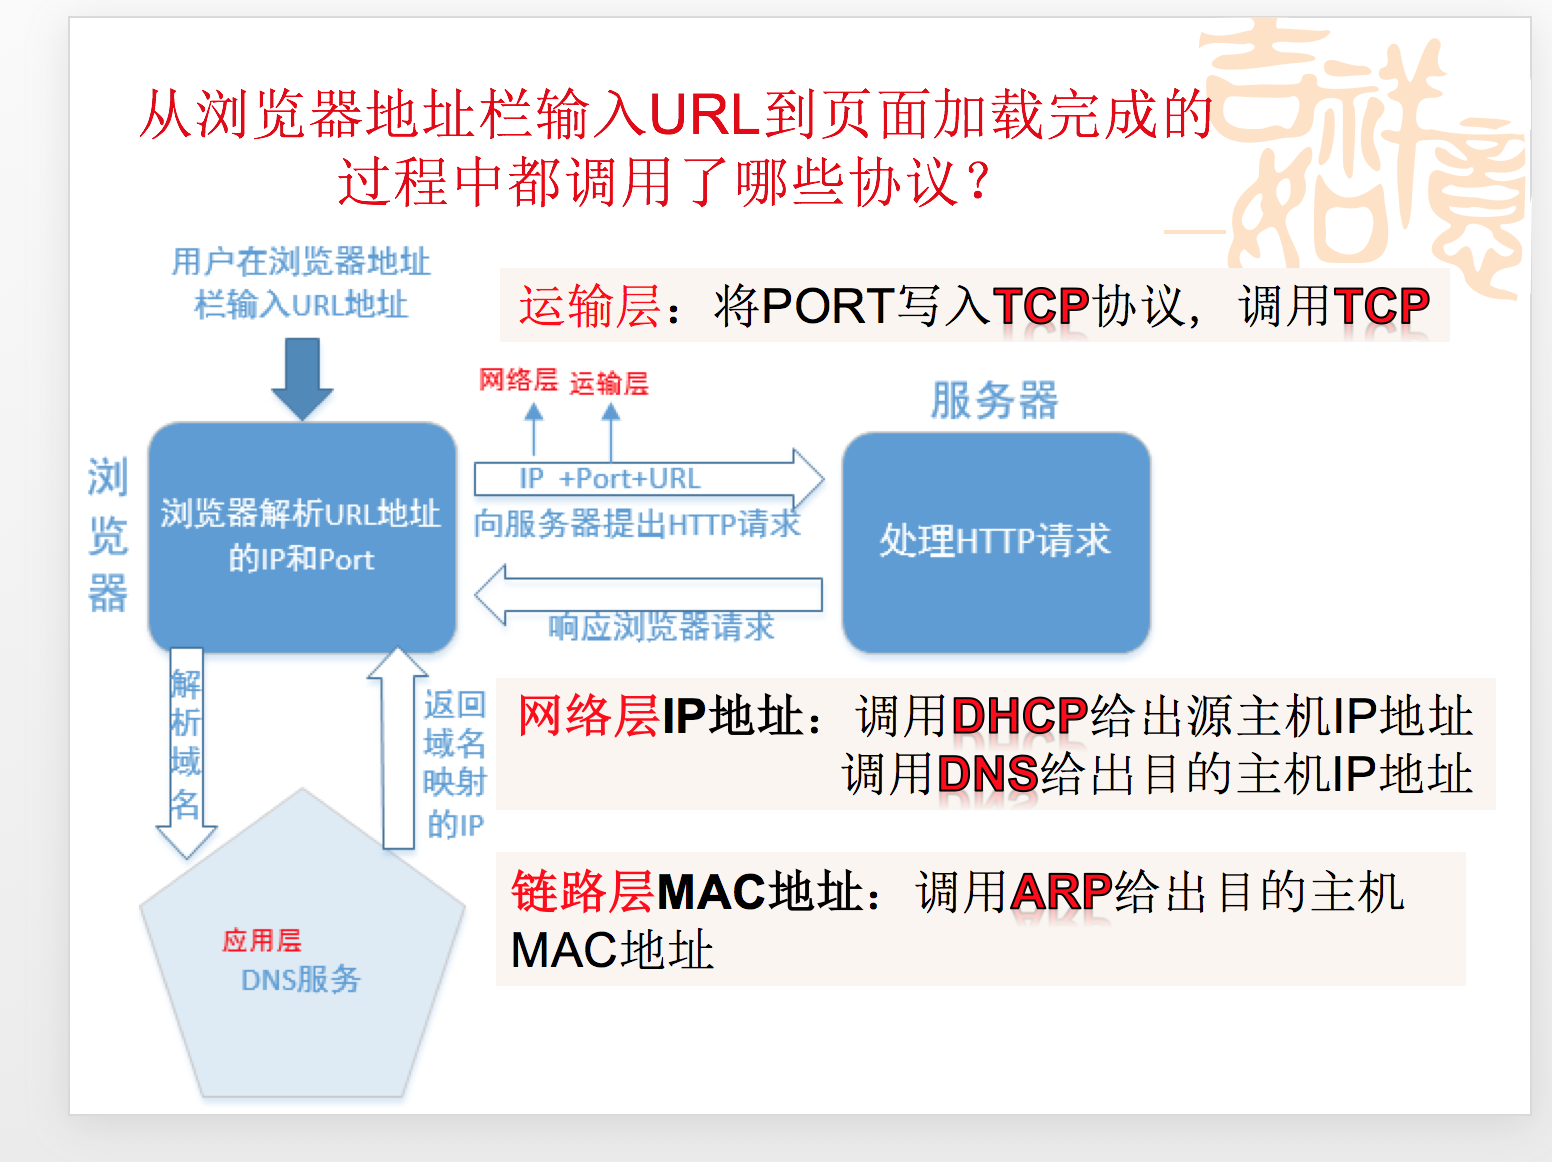 从浏览器地址栏输入URL到页面加载完成的
过程中都调用了哪些协议？
吉祥
如意
用户在浏览器地址
栏输入URL地址
运输层：将PORT写入TCP协议，调用TCP
网络层 运输层
服务器
浏
览
器
浏览器解析URL地址
的IP和Port
IP +Port+URL
向服务器提出HTTP请求
处理HTTP请求
响应浏览器请求
解
析
域
名
返回
域名
映射
的IP
网络层IP地址：调用DHCP给出源主机IP地址
调用DNS给出目的主机IP地址
链路层MAC地址：调用ARP给出目的主机
MAC地址
应用层
DNS服务